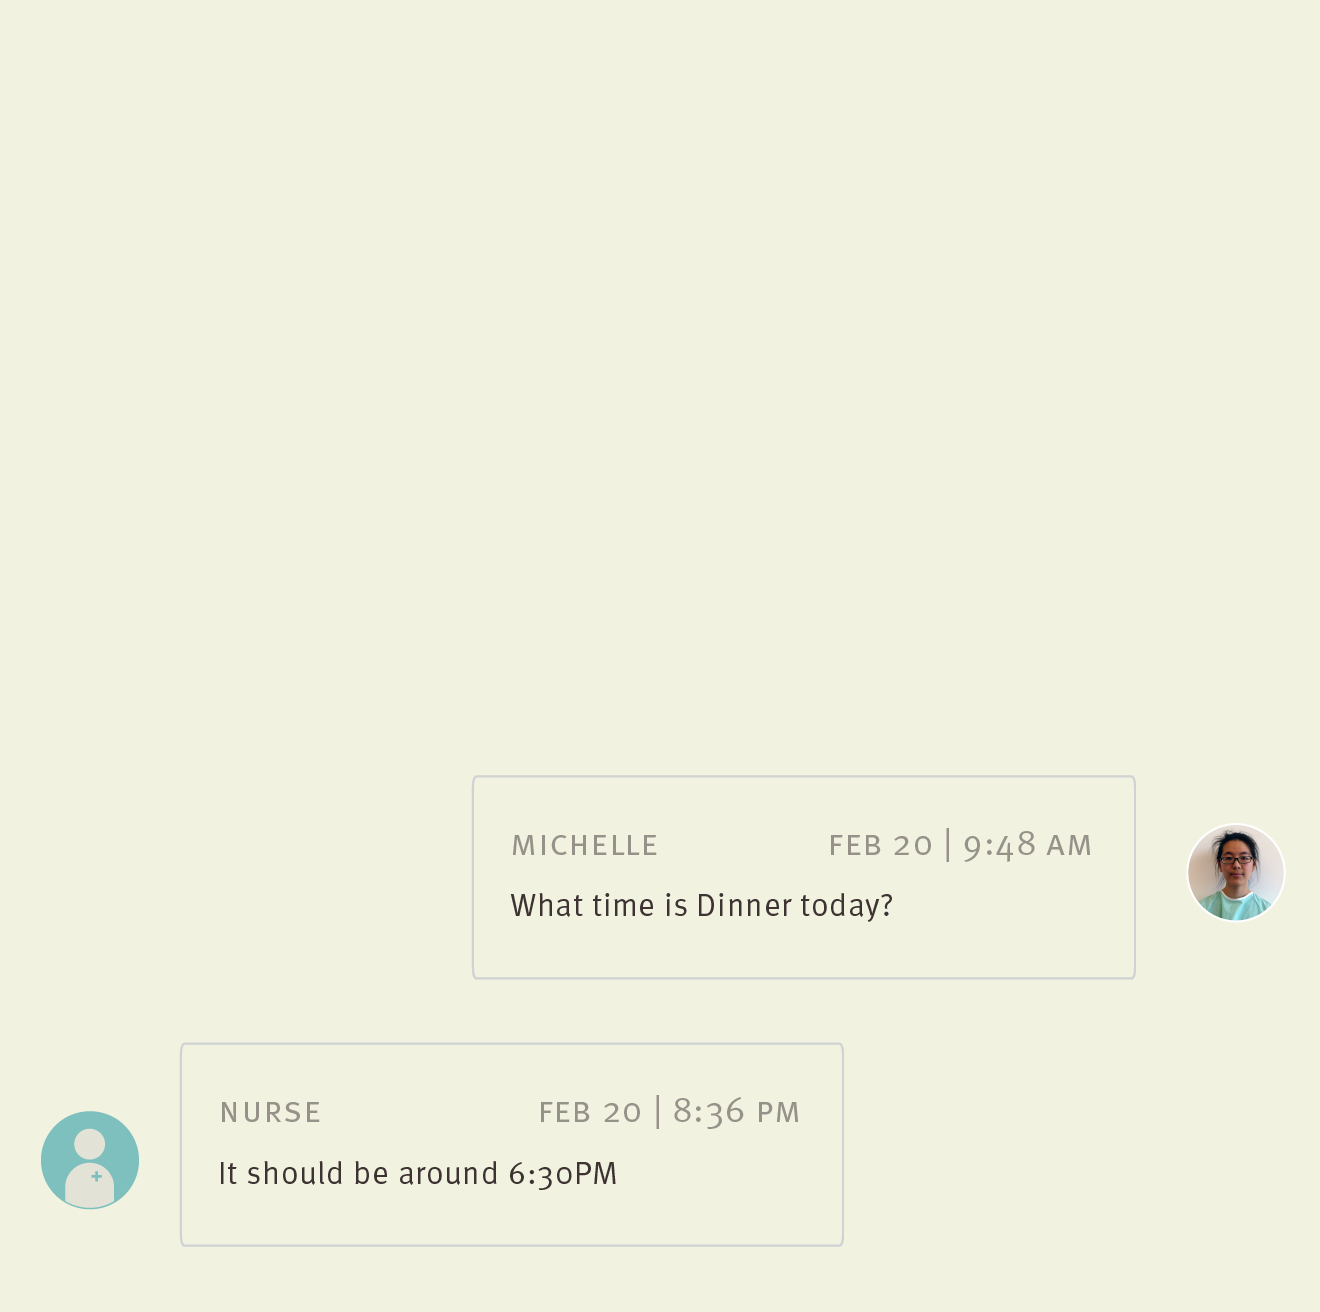 MICHELLE FEB 20 | 9:48 AM
What time is Dinner today?
NURSE FEB 20 | 8:36 PM
It should be around 6:30PM